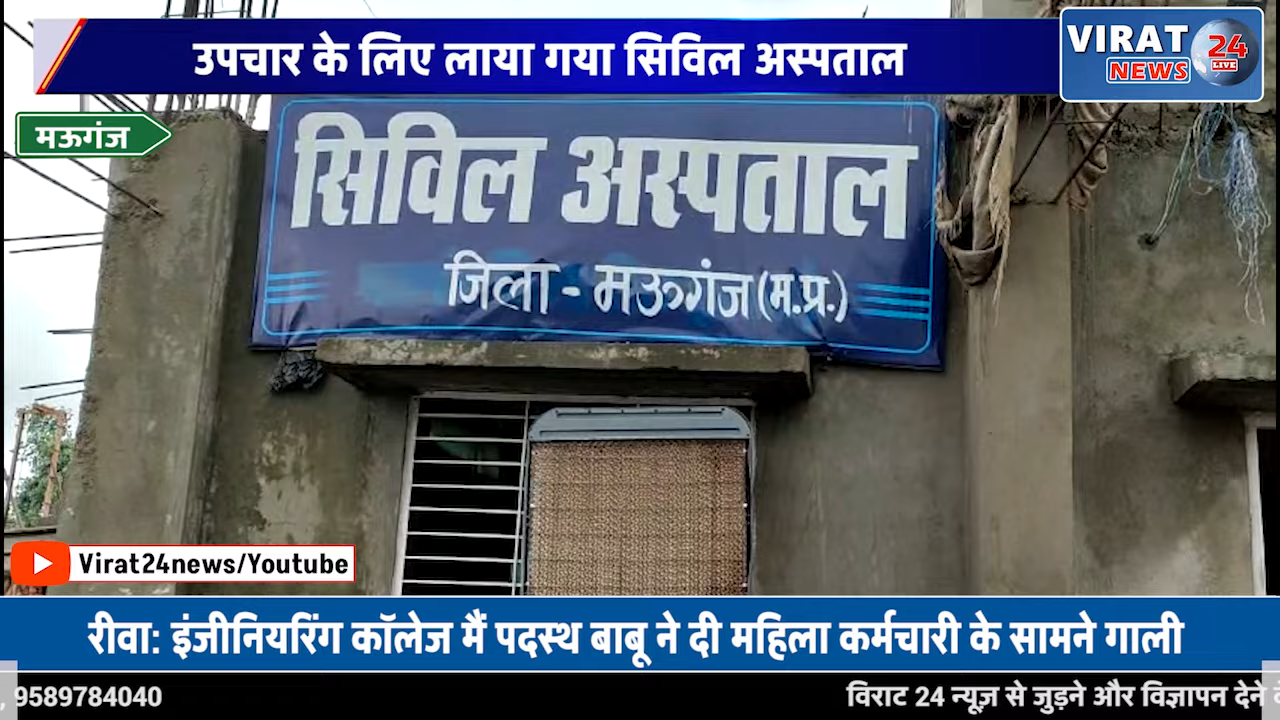 उपचार के लिए लाया गया सिविल अस्पताल
VIRAT
NEWS
24
LIVE
मऊगंज
सिविल अस्पताल
जिला - मऊगंज (म.प्र.)
Virat24news/Youtube
रीवा: इंजीनियरिंग कॉलेज मैं पदस्थ बाबू ने दी महिला कर्मचारी के सामने गाली
, 9589784040
विराट 24 न्यूज़ से जुड़ने और विज्ञापन देने